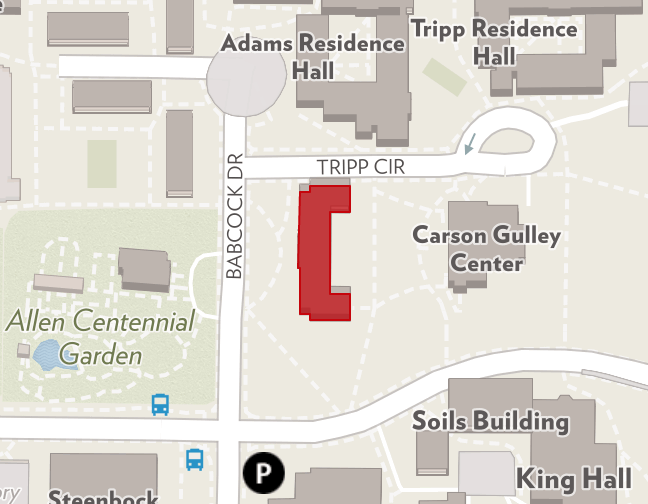 Adams Residence
Hall
Tripp Residence
Hall
TRIPP CIR
BABCOCK DR
Carson Gulley
Center
Allen Centennial
Garden
Soils Building
P
King Hall
Steenbock